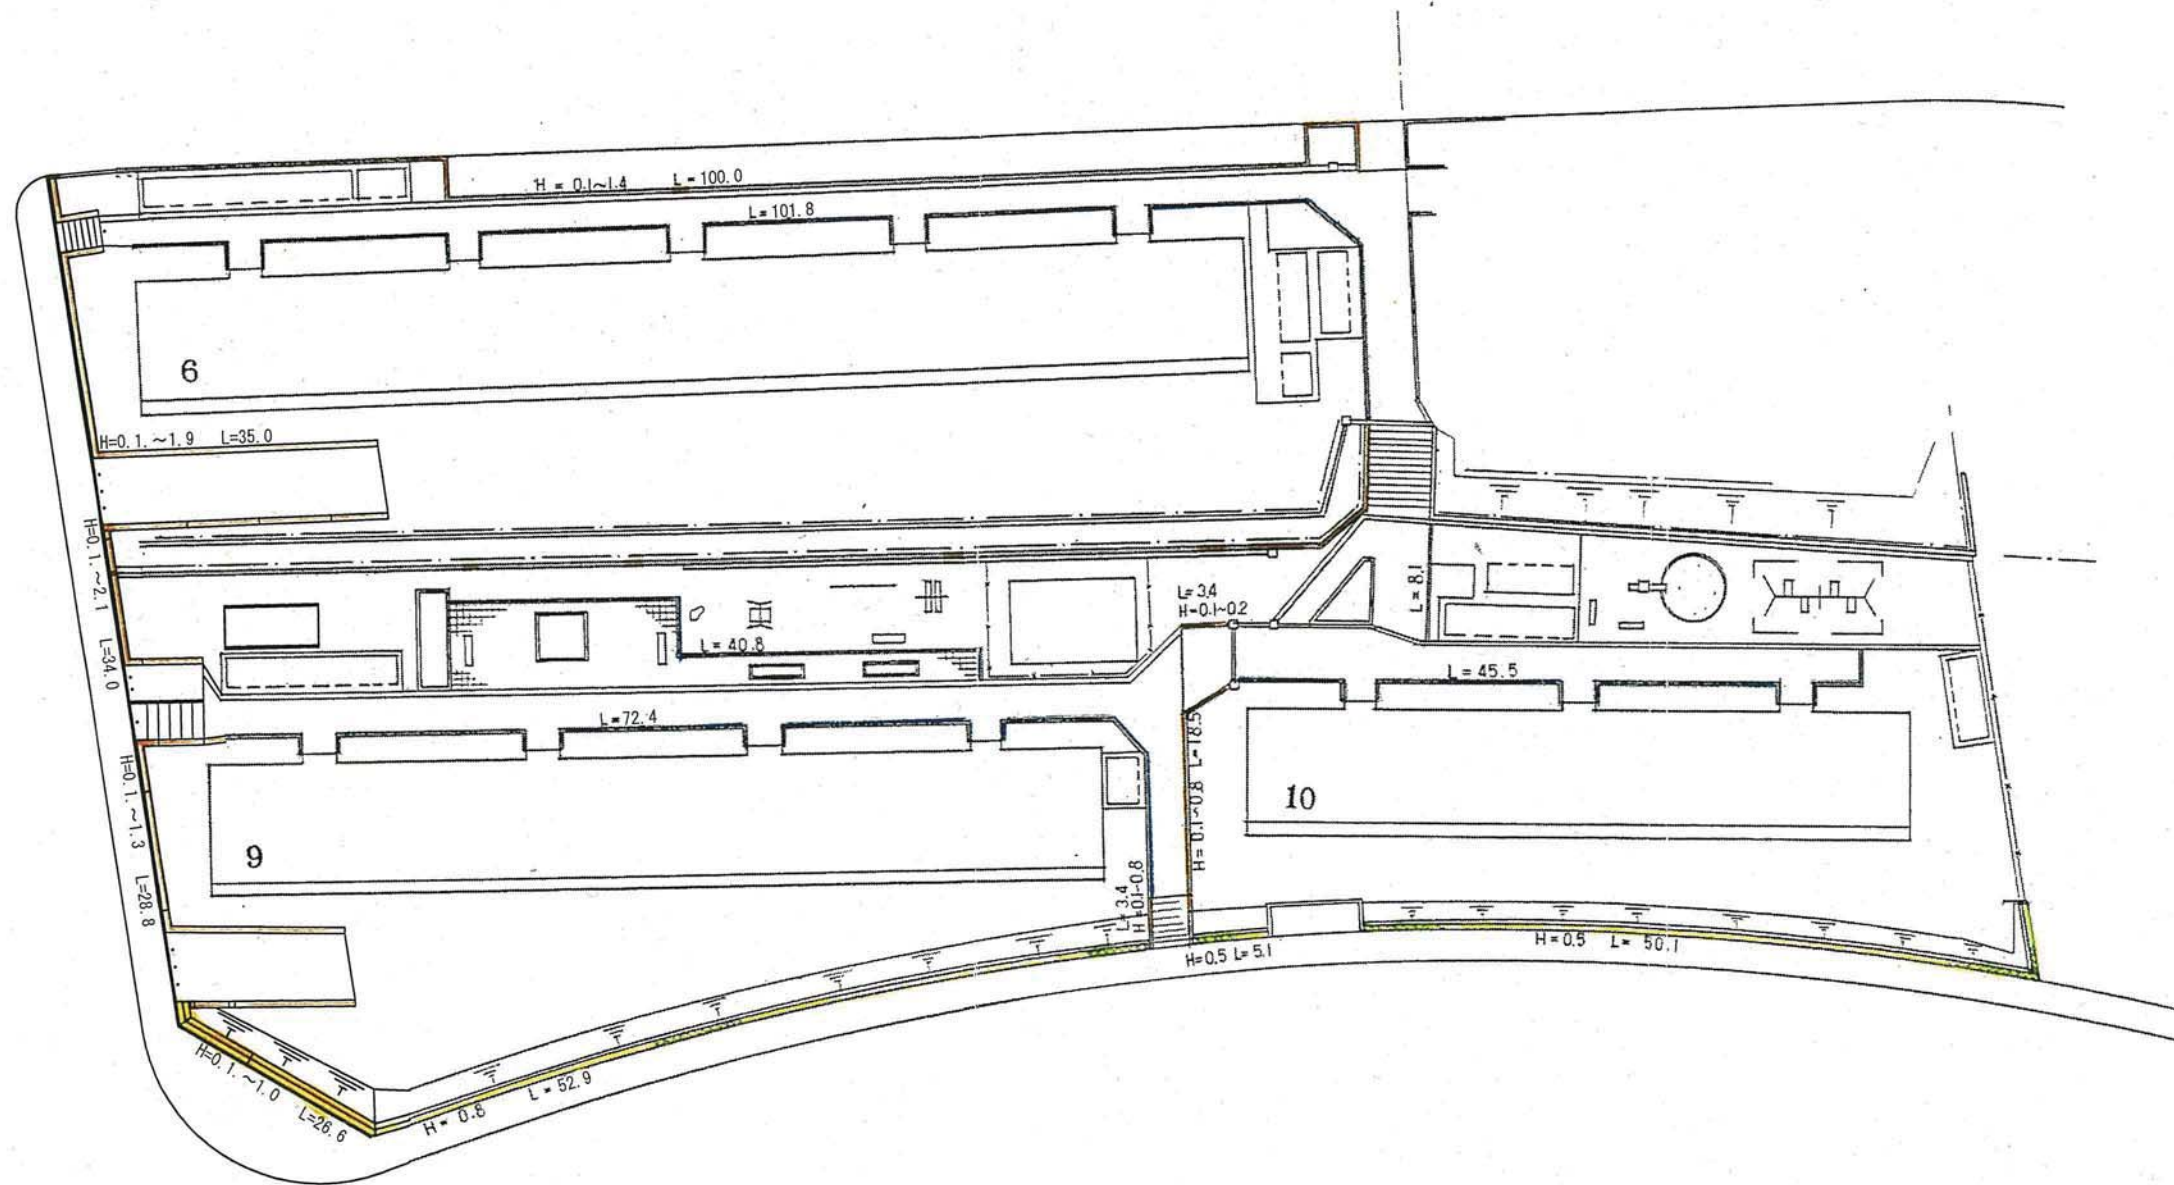 H = 0.1~1.4 L = 100.0
L = 101.8
6
H=0.1.~1.9 L=35.0
H=0.1.~2.1 L=34.0
L = 3.4
H = 0.1~0.2
L = 8.1
L = 40.8
L = 45.5
L = 72.4
H = 0.1~0.8 L = 18.5
H=0.1.~1.3 L=28.8
10
9
L = 3.4
H = 0.1~0.8
H = 0.5 L = 5.1
H = 0.5 L = 50.1
H=0.1.~1.0 L=26.6
H = 0.8 L = 52.9